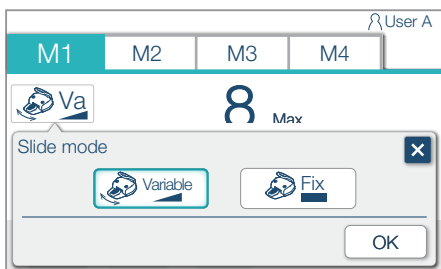 User A
M1 M2 M3 M4
Va 8 Max
Slide mode
Variable Fix
OK